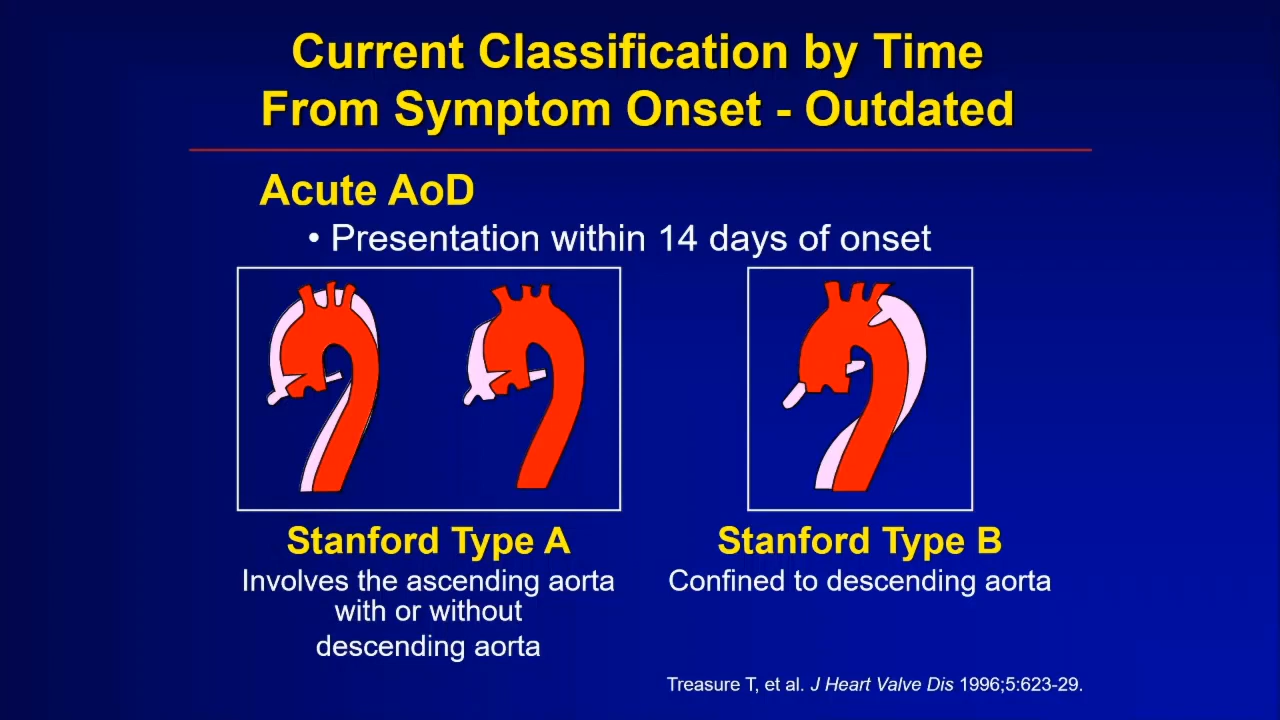 Current Classification by Time
From Symptom Onset - Outdated
Acute AoD
• Presentation within 14 days of onset
Stanford Type A
Involves the ascending aorta
with or without
descending aorta
Stanford Type B
Confined to descending aorta
Treasure T, et al. J Heart Valve Dis 1996;5:623-29.